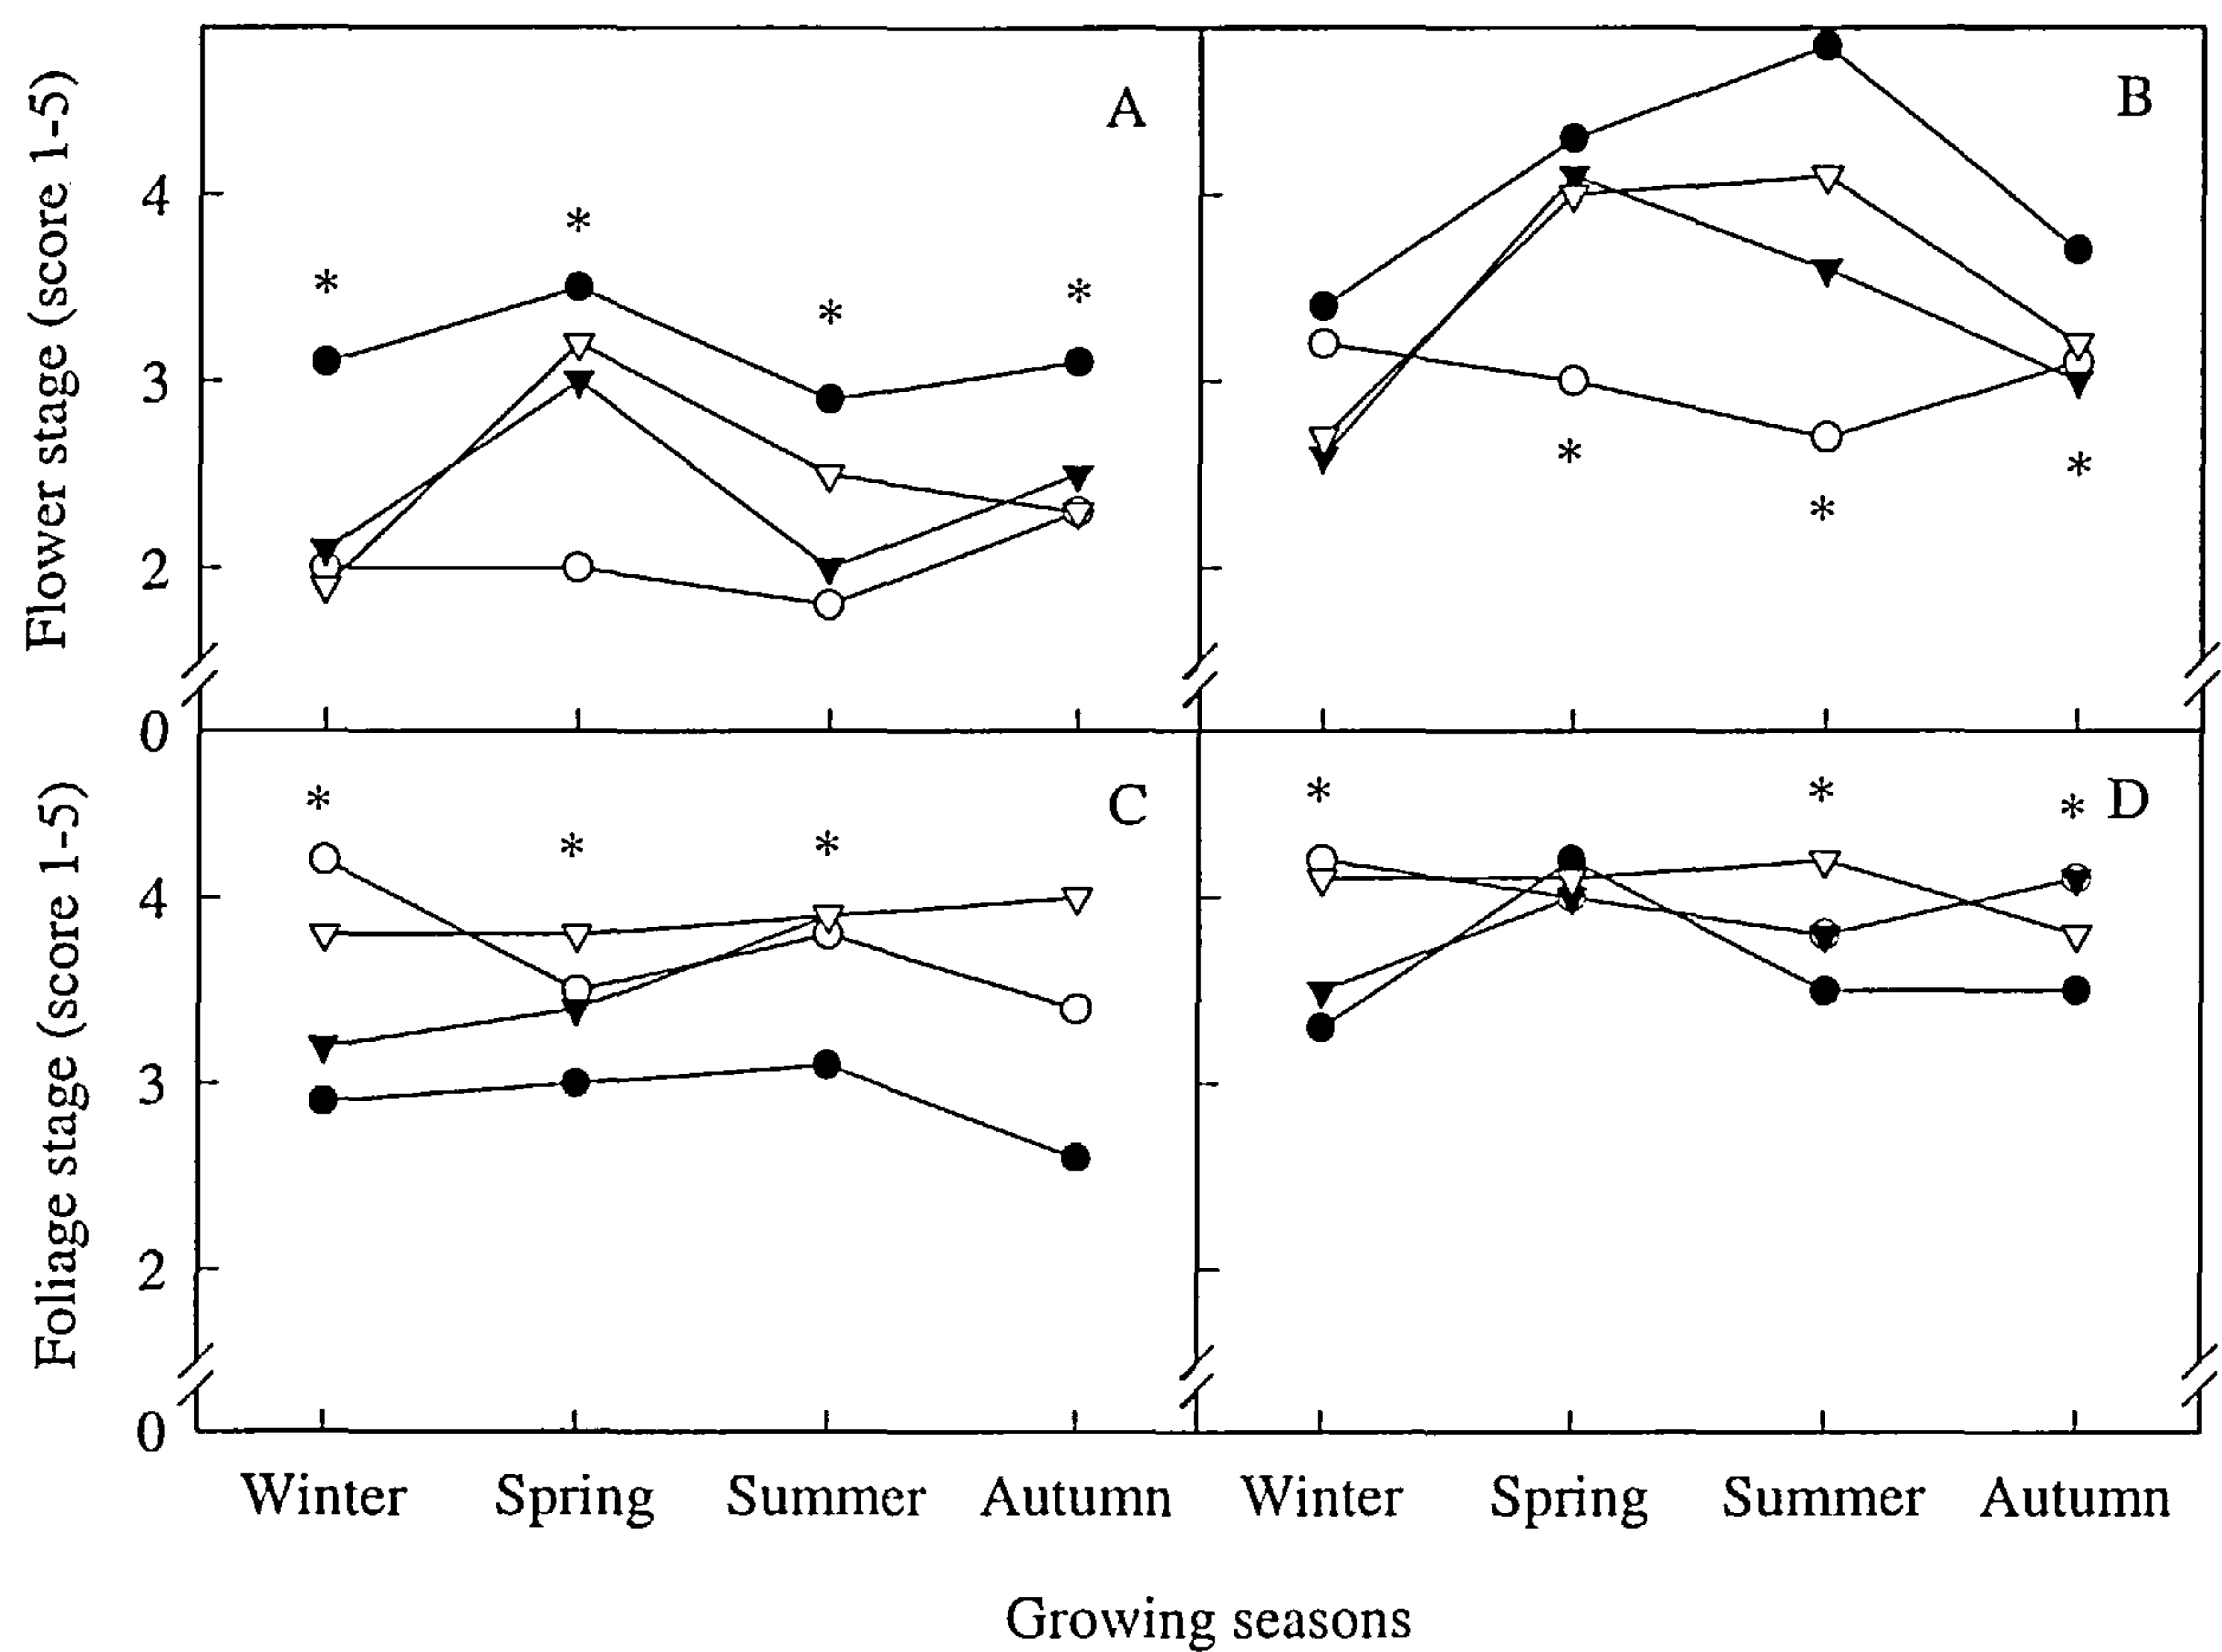 Flower stage (score 1-5)
4
3
2
0
A
*
*
*
*
B
*
*
*
Foliage stage (score 1-5)
4
3
2
0
C
*
*
*
D
*
*
*
Winter Spring Summer Autumn Winter Spring Summer Autumn
Growing seasons